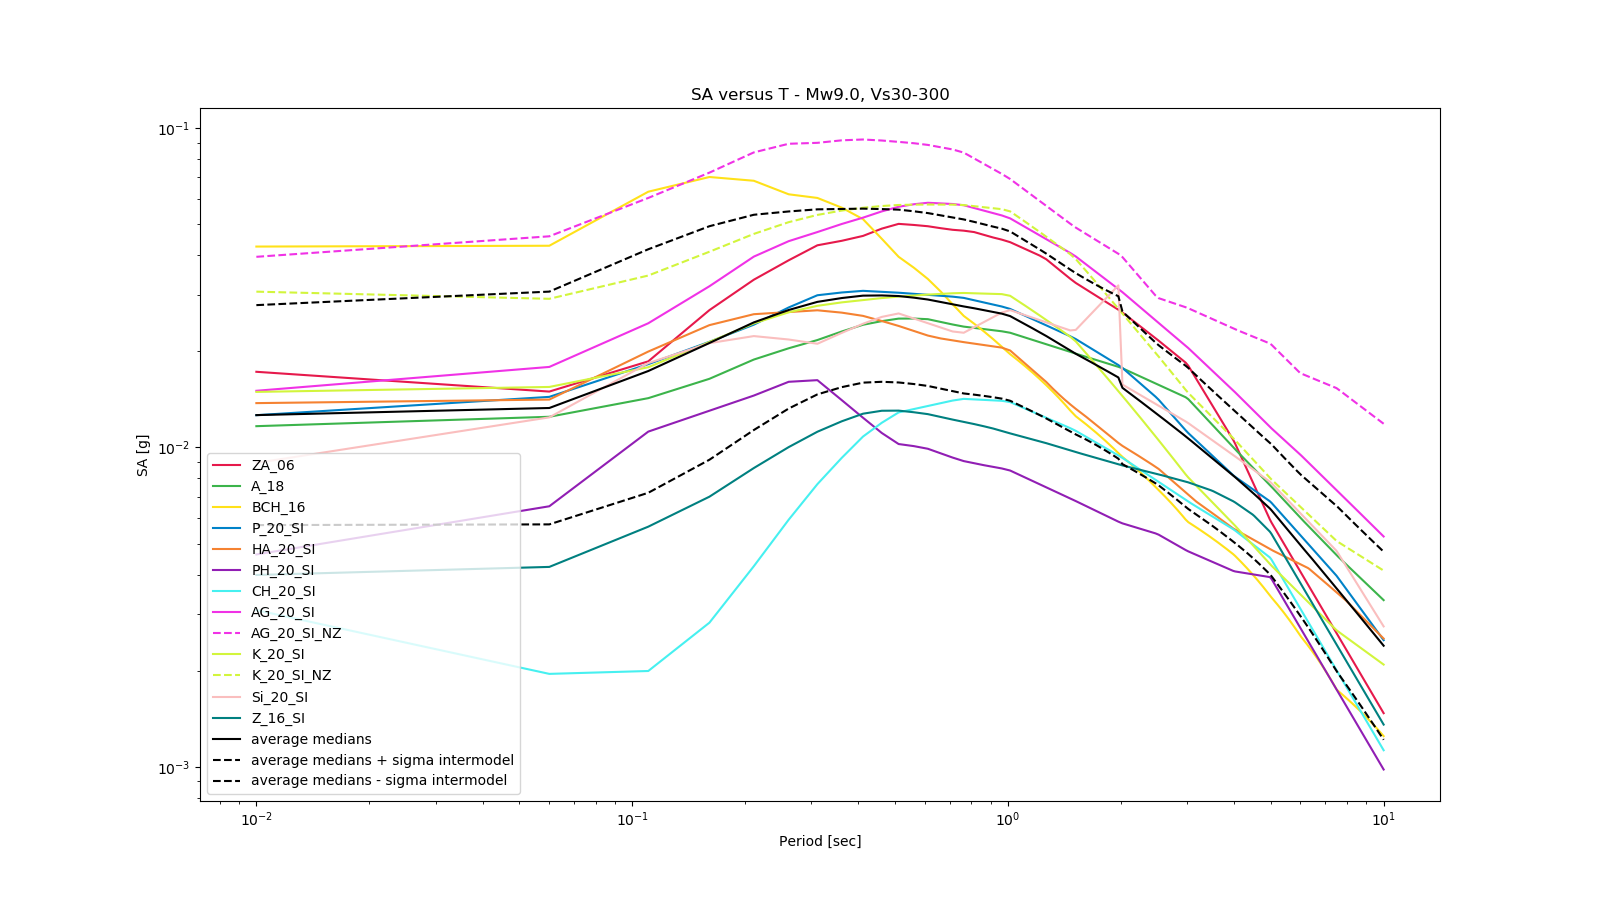 SA versus T - Mw9.0, Vs30-300
10⁻¹
10⁻²
10⁻³
SA [g]
ZA_06
A_18
BCH_16
P_20_SI
HA_20_SI
PH_20_SI
CH_20_SI
AG_20_SI
AG_20_SI_NZ
K_20_SI
K_20_SI_NZ
Si_20_SI
Z_16_SI
average medians
average medians + sigma intermodel
average medians - sigma intermodel
10⁻² 10⁻¹ 10⁰ 10¹
Period [sec]